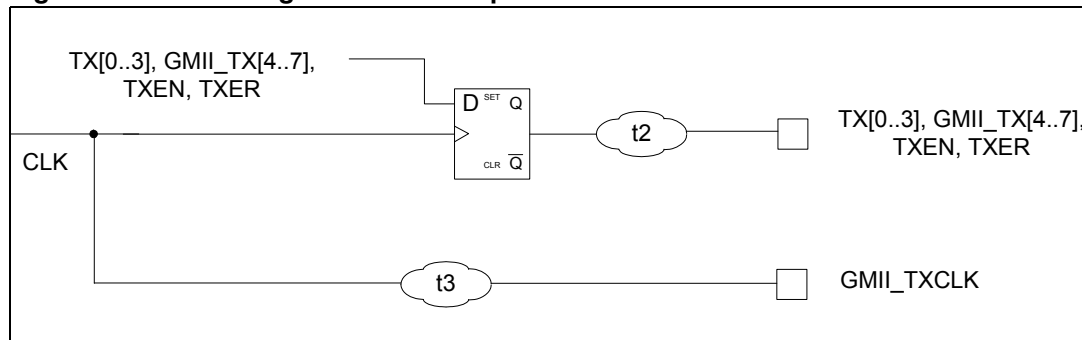 TX[0..3], GMII_TX[4..7],
TXEN, TXER
D SET Q
CLR Q
t2
TX[0..3], GMII_TX[4..7],
TXEN, TXER
CLK
t3
GMII_TXCLK